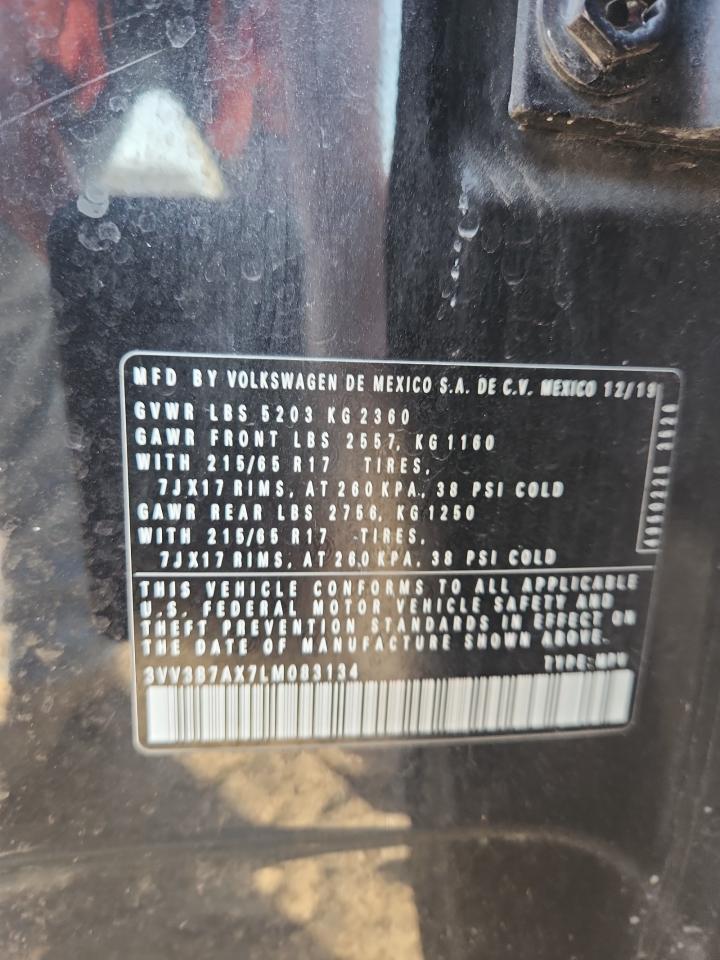 MFD BY VOLKSWAGEN DE MEXICO S.A. DE C.V. MEXICO 12/19
GVWR LBS 5203 KG 2360
GAWR FRONT LBS 2557, KG 1160
WITH 215/65 R17 TIRES,
7JX17 RIMS, AT 260 KPA., 38 PSI COLD
GAWR REAR LBS 2756, KG 1250
WITH 215/65 R17 -TIRES,
7JX17 RIMS, AT 260 KPA, 38 PSI COLD
THIS VEHICLE CONFORMS TO ALL APPLICABLE
U.S. FEDERAL MOTOR VEHICLE SAFETY AND
THEFT PREVENTION STANDARDS IN EFFECT ON
THE DATE OF MANUFACTURE SHOWN ABOVE.
3VV3B7AX7LM083134 TYPE: MPV